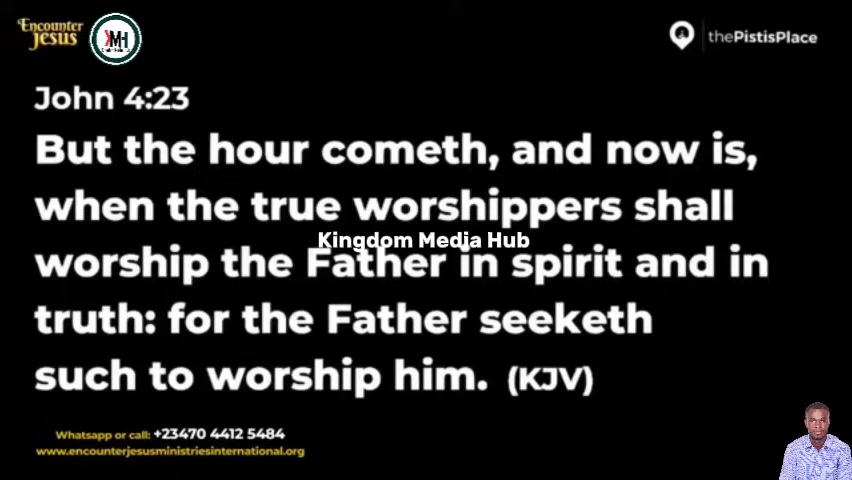 Encounter
Jesus
KMH
thePistisPlace
John 4:23
But the hour cometh, and now is,
when the true worshippers shall
Kingdom Media Hub
worship the Father in spirit and in
truth: for the Father seeketh
such to worship him. (KJV)
Whatsapp or call: +23470 4412 5484
www.encounterjesusministriesinternational.org